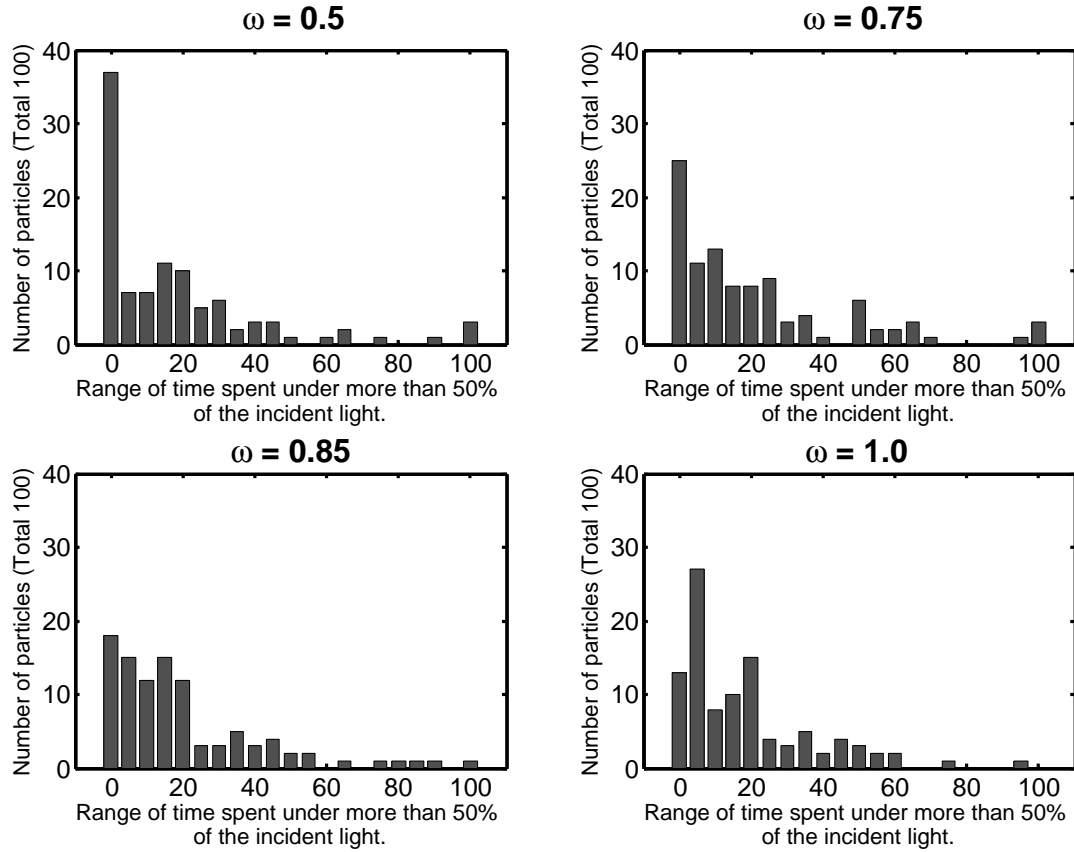 ω = 0.5
40
30
20
10
0
Number of particles (Total 100)
0 20 40 60 80 100
Range of time spent under more than 50%
of the incident light.
ω = 0.75
40
30
20
10
0
Number of particles (Total 100)
0 20 40 60 80 100
Range of time spent under more than 50%
of the incident light.
ω = 0.85
40
30
20
10
0
Number of particles (Total 100)
0 20 40 60 80 100
Range of time spent under more than 50%
of the incident light.
ω = 1.0
40
30
20
10
0
Number of particles (Total 100)
0 20 40 60 80 100
Range of time spent under more than 50%
of the incident light.